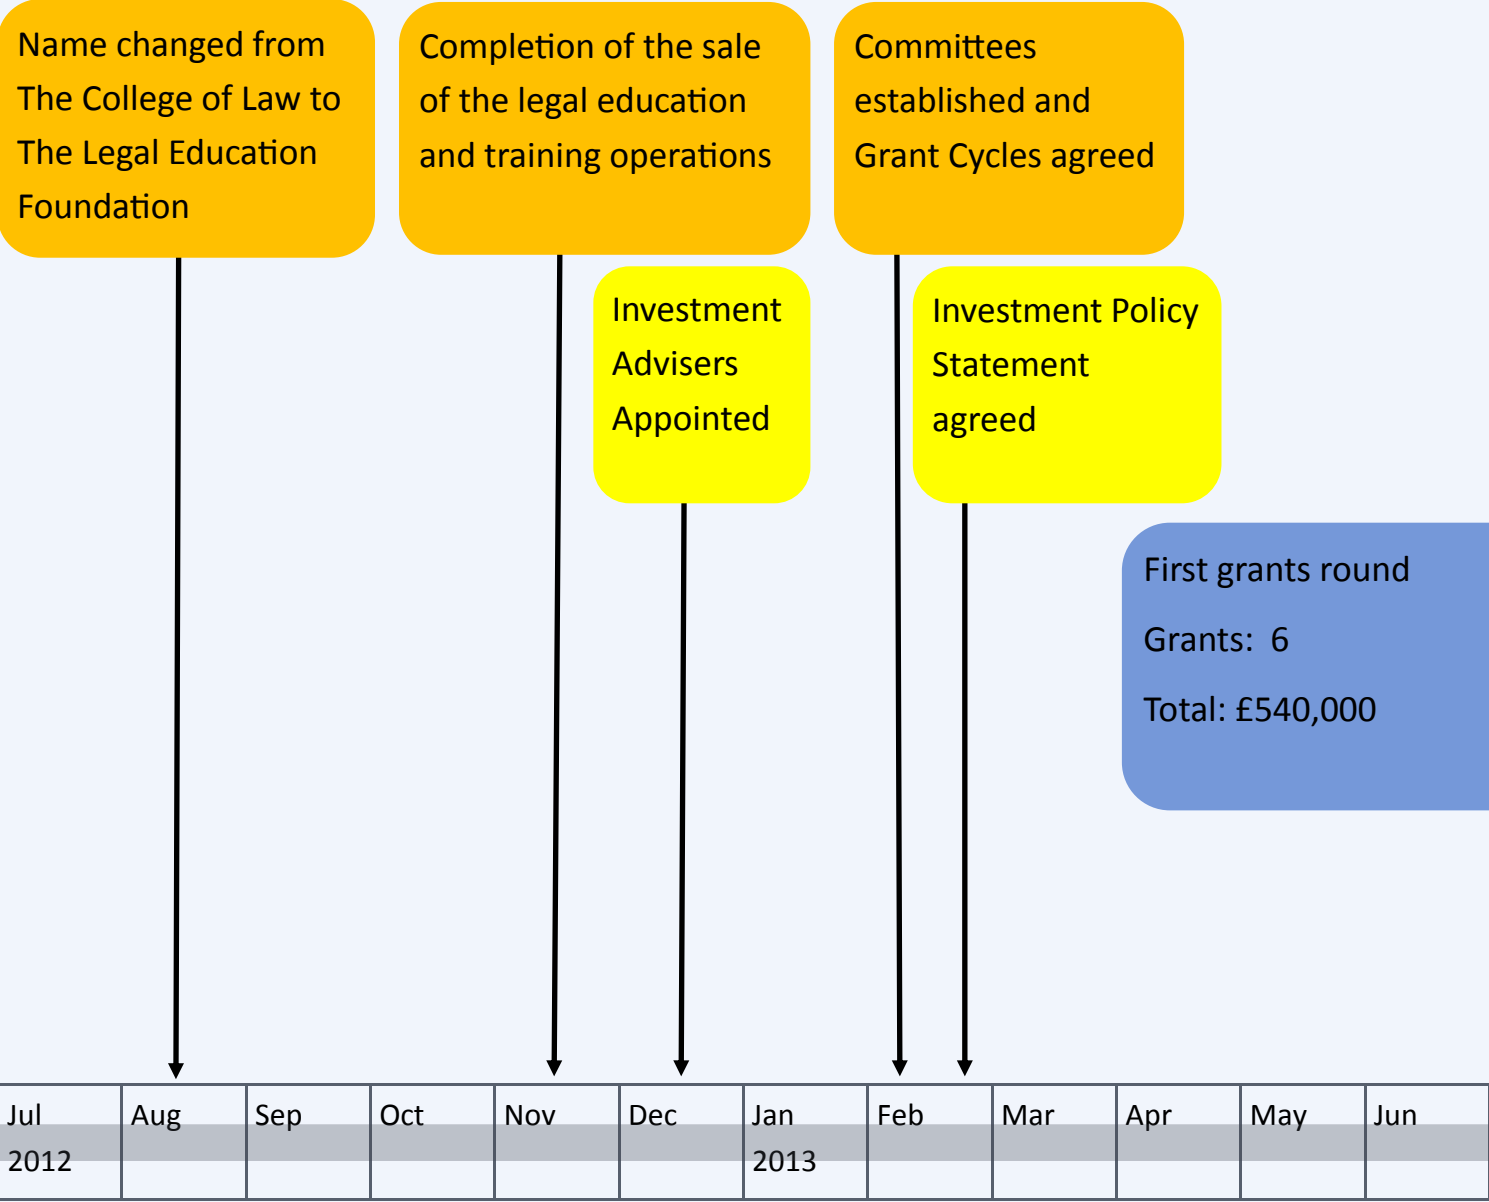 Name changed from
The College of Law to
The Legal Education
Foundation
Completion of the sale
of the legal education
and training operations
Committees
established and
Grant Cycles agreed
Investment
Advisers
Appointed
Investment Policy
Statement
agreed
First grants round
Grants:  6
Total: £540,000
Jul Aug Sep Oct Nov Dec Jan Feb Mar Apr May Jun
2012 2013